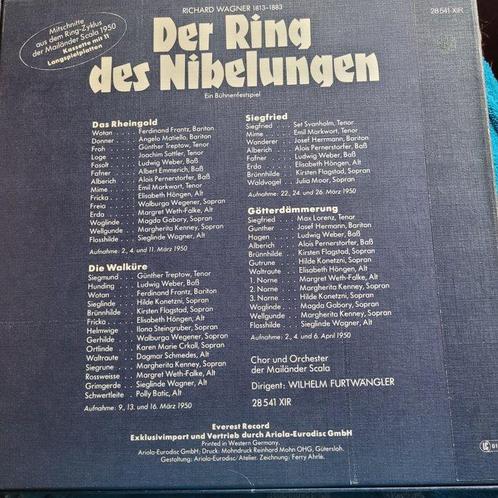 RICHARD WAGNER 1813-1883
28 541 XIR
Mitschnitte
aus dem Ring-Zyklus
der Mailänder Scala 1950
Kassette mit 11
Langspielplatten
Der Ring
des Nibelungen
Ein Bühnenfestspiel
Das Rheingold
Wotan . . . . Ferdinand Frantz, Bariton
Donner . . . Angelo Matiello, Bariton
Froh . . . . . Günther Treptow, Tenor
Loge . . . . . Joachim Sattler, Tenor
Fasolt . . . . Ludwig Weber, Baß
Fafner . . . . Albert Emmerich, Baß
Alberich . . . Alois Pernerstorfer, Baß
Mime . . . . Emil Markwort, Tenor
Fricka . . . . Elisabeth Höngen, Alt
Freia . . . . . Walburga Wegener, Sopran
Erda . . . . . Margret Weth-Falke, Alt
Woglinde . . Magda Gabory, Sopran
Wellgunde . . Margherita Kenney, Sopran
Flosshilde . . Sieglinde Wagner, Alt
Aufnahme: 2., 4. und 11. März 1950
Die Walküre
Siegmund . . . Günther Treptow, Tenor
Hunding . . . Ludwig Weber, Baß
Wotan . . . . Ferdinand Frantz, Bariton
Sieglinde . . . Hilde Konetzni, Sopran
Brünnhilde . . Kirsten Flagstad, Sopran
Fricka . . . . Elisabeth Höngen, Alt
Helmwige . . Ilona Steingruber, Sopran
Gerhilde . . . Walburga Wegener, Sopran
Ortlinde . . . Karen Marie Crkall, Sopran
Waltraute . . . Dagmar Schmedes, Alt
Siegrune . . . Margherita Kenney, Sopran
Rossweisse . . Margret Weth-Falke, Alt
Grimgerde . . Sieglinde Wagner, Alt
Schwertleite . Polly Batic, Alt
Aufnahme: 9., 13. und 16. März 1950
Siegfried
Siegfried . . . Set Svanholm, Tenor
Mime . . . . Emil Markwort, Tenor
Wanderer . . Josef Herrmann, Bariton
Alberich . . . Alois Pernerstorfer, Baß
Fafner . . . . Ludwig Weber, Baß
Erda . . . . . Elisabeth Höngen, Alt
Brünnhilde . . Kirsten Flagstad, Sopran
Waldvogel . . Julia Moor, Sopran
Aufnahme: 22., 24. und 26. März 1950
Götterdämmerung
Siegfried . . . Max Lorenz, Tenor
Gunther . . . Josef Hermann, Bariton
Hagen . . . . Ludwig Weber, Baß
Alberich . . . Alois Pernerstorfer, Baß
Brünnhilde . . Kirsten Flagstad, Sopran
Gutrune . . . Hilde Konetzni, Sopran
Waltraute . . . Elisabeth Höngen, Alt
1. Norne . . . Margret Weth-Falke, Alt
2. Norne . . . Margherita Kenney, Sopran
3. Norne . . . Hilde Konetzni, Sopran
Woglinde . . . Magda Gabory, Sopran
Wellgunde . . Margherita Kenney, Sopran
Flosshilde . . Sieglinde Wagner, Alt
Aufnahme: 2., 4. und 6. April 1950
Chor und Orchester
der Mailänder Scala
Dirigent: WILHELM FURTWÄNGLER
28 541 XIR
Everest Record
Exklusivimport und Vertrieb durch Ariola-Eurodisc GmbH
Printed in Western Germany.
Ariola-Eurodisc GmbH; Druck: Mohndruck Reinhard Mohn OHG, Gütersloh.
Gestaltung: Ariola-Eurodisc/Atelier. Zeichnung: Ferry Ahrlé.